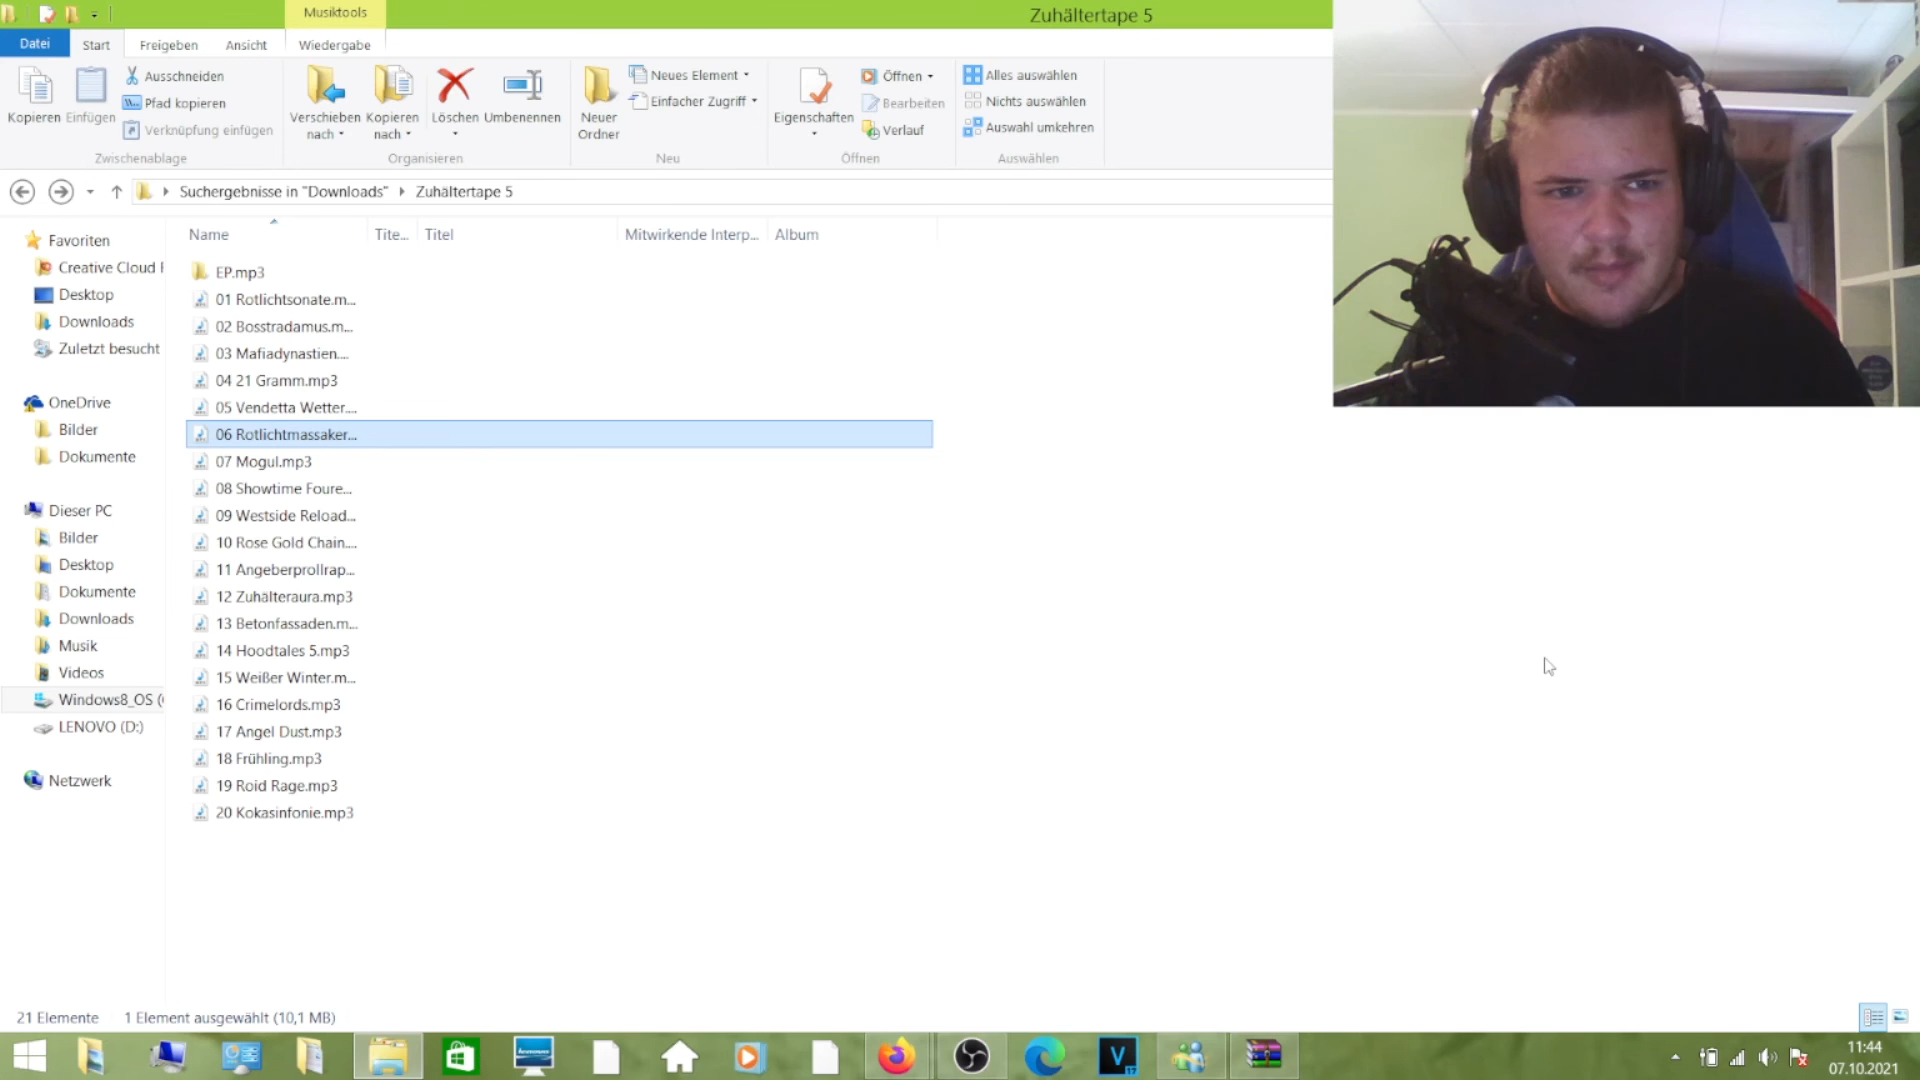 Musiktools
Zuhältertape 5
Datei
Start
Freigeben
Ansicht
Wiedergabe
Kopieren
Einfügen
Ausschneiden
Pfad kopieren
Verknüpfung einfügen
Zwischenablage
Verschieben nach
Kopieren nach
Löschen
Umbenennen
Organisieren
Neuer Ordner
Neues Element
Einfacher Zugriff
Neu
Eigenschaften
Öffnen
Bearbeiten
Verlauf
Öffnen
Alles auswählen
Nichts auswählen
Auswahl umkehren
Auswählen
Suchergebnisse in "Downloads"
Zuhältertape 5
Favoriten
Creative Cloud F
Desktop
Downloads
Zuletzt besucht
OneDrive
Bilder
Dokumente
Dieser PC
Bilder
Desktop
Dokumente
Downloads
Musik
Videos
Windows8_OS (
LENOVO (D:)
Netzwerk
Name
Tite...
Titel
Mitwirkende Interp...
Album
EP.mp3
01 Rotlichtsonate.m...
02 Bosstradamus.m...
03 Mafiadynastien....
04 21 Gramm.mp3
05 Vendetta Wetter....
06 Rotlichtmassaker...
07 Mogul.mp3
08 Showtime Foure...
09 Westside Reload...
10 Rose Gold Chain....
11 Angeberprollrap...
12 Zuhälteraura.mp3
13 Betonfassaden.m...
14 Hoodtales 5.mp3
15 Weißer Winter.m...
16 Crimelords.mp3
17 Angel Dust.mp3
18 Frühling.mp3
19 Roid Rage.mp3
20 Kokasinfonie.mp3
21 Elemente
1 Element ausgewählt (10,1 MB)
11:44
07.10.2021